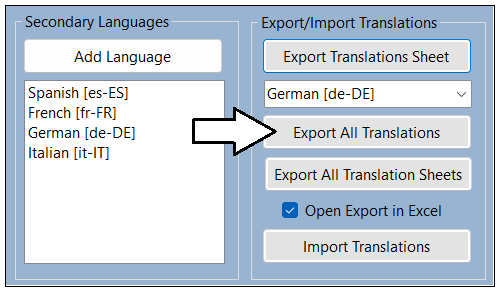 Secondary Languages
Add Language
Spanish [es-ES]
French [fr-FR]
German [de-DE]
Italian [it-IT]
Export/Import Translations
Export Translations Sheet
German [de-DE]
Export All Translations
Export All Translation Sheets
Open Export in Excel
Import Translations